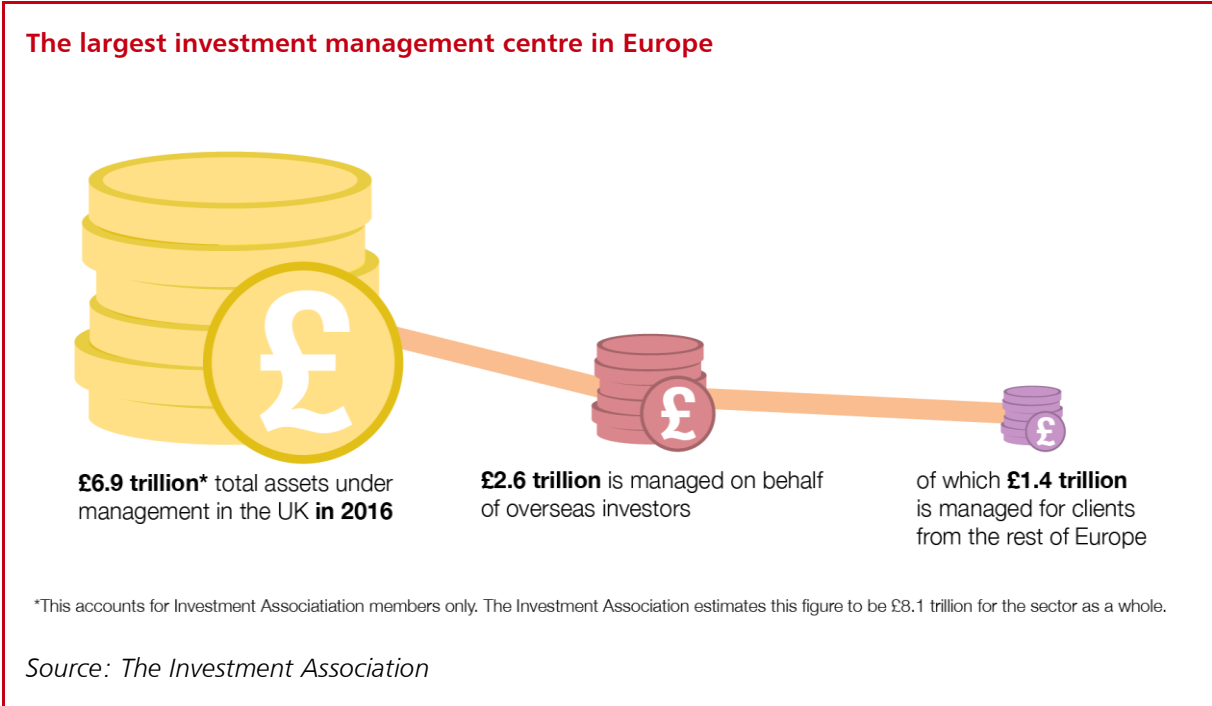 The largest investment management centre in Europe
£
£
£
£6.9 trillion* total assets under
management in the UK in 2016
£2.6 trillion is managed on behalf
of overseas investors
of which £1.4 trillion
is managed for clients
from the rest of Europe
*This accounts for Investment Associatiation members only. The Investment Association estimates this figure to be £8.1 trillion for the sector as a whole.
Source: The Investment Association